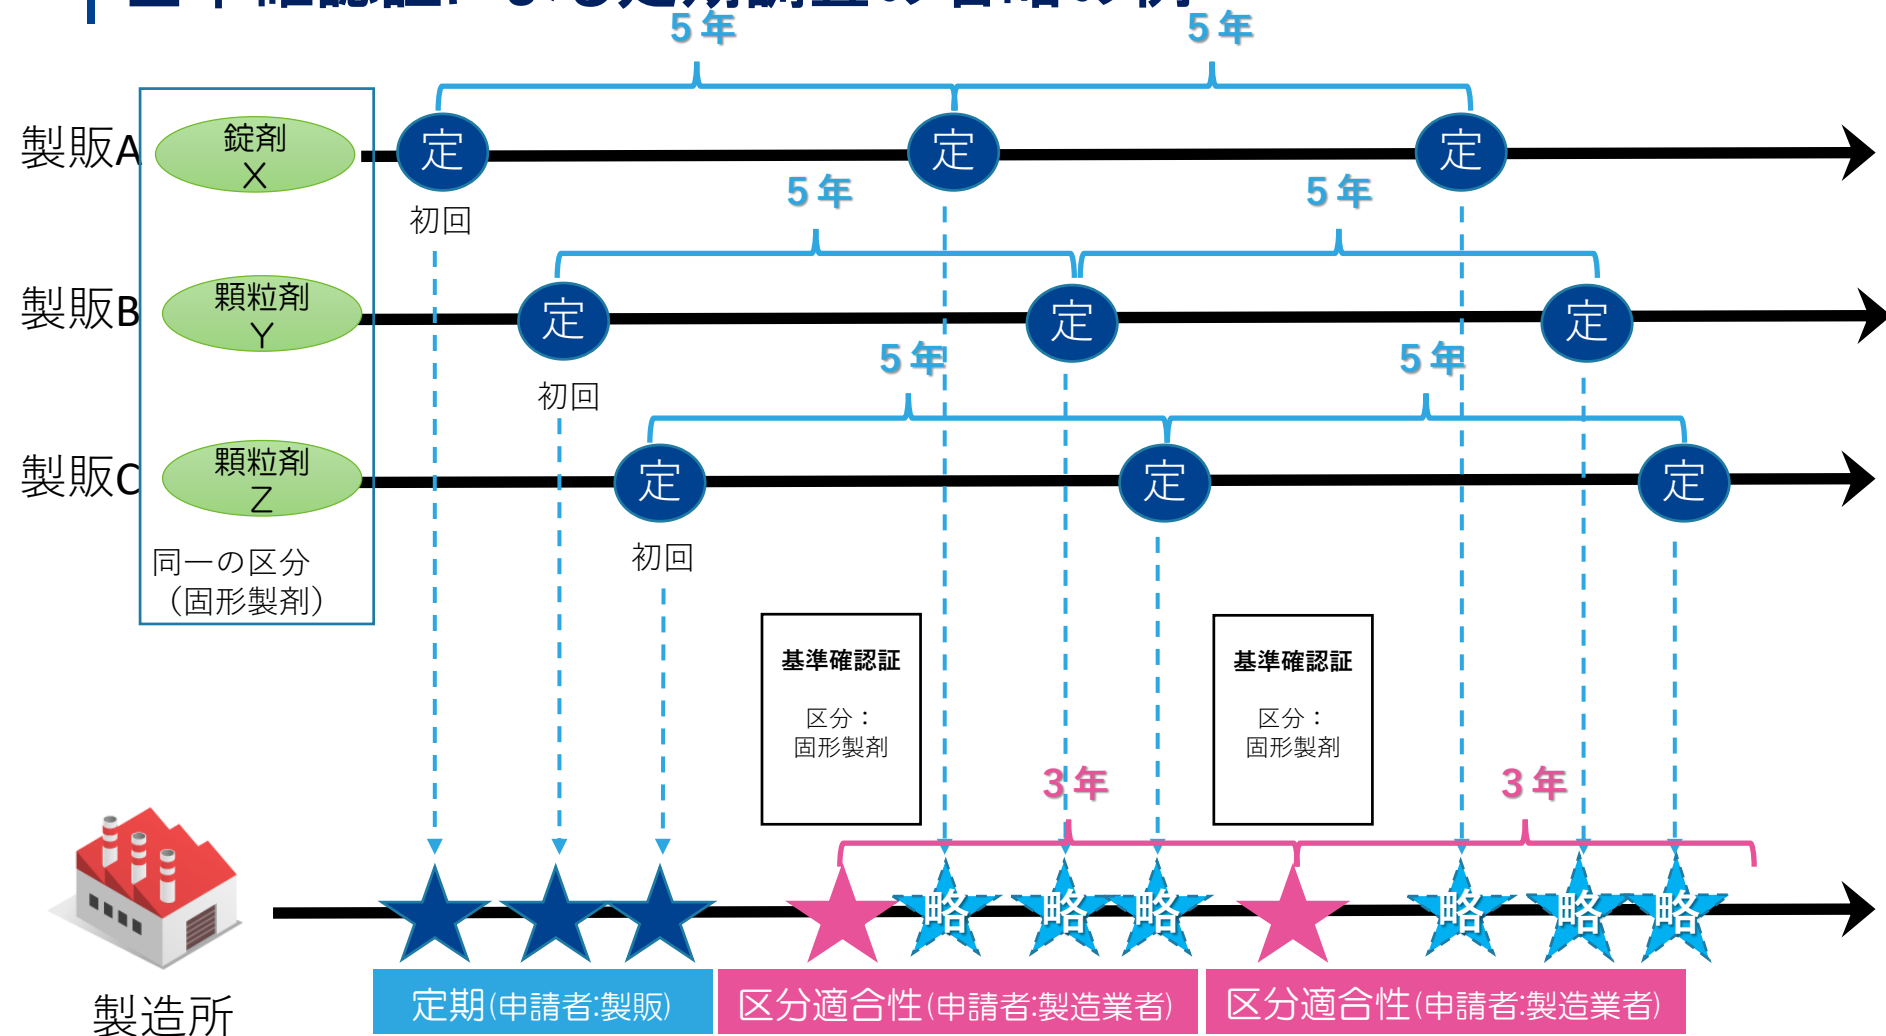 5年 5年
製販A 錠剤 X 定 定 定
初回
5年 5年
製販B 顆粒剤 Y 定 定 定
初回
5年 5年
製販C 顆粒剤 Z 定 定 定
初回
同一の区分
（固形製剤）
基準確認証 基準確認証
区分： 区分：
固形製剤 固形製剤
3年 3年
略 略 略 略 略 略
製造所
定期(申請者:製販) 区分適合性(申請者:製造業者) 区分適合性(申請者:製造業者)